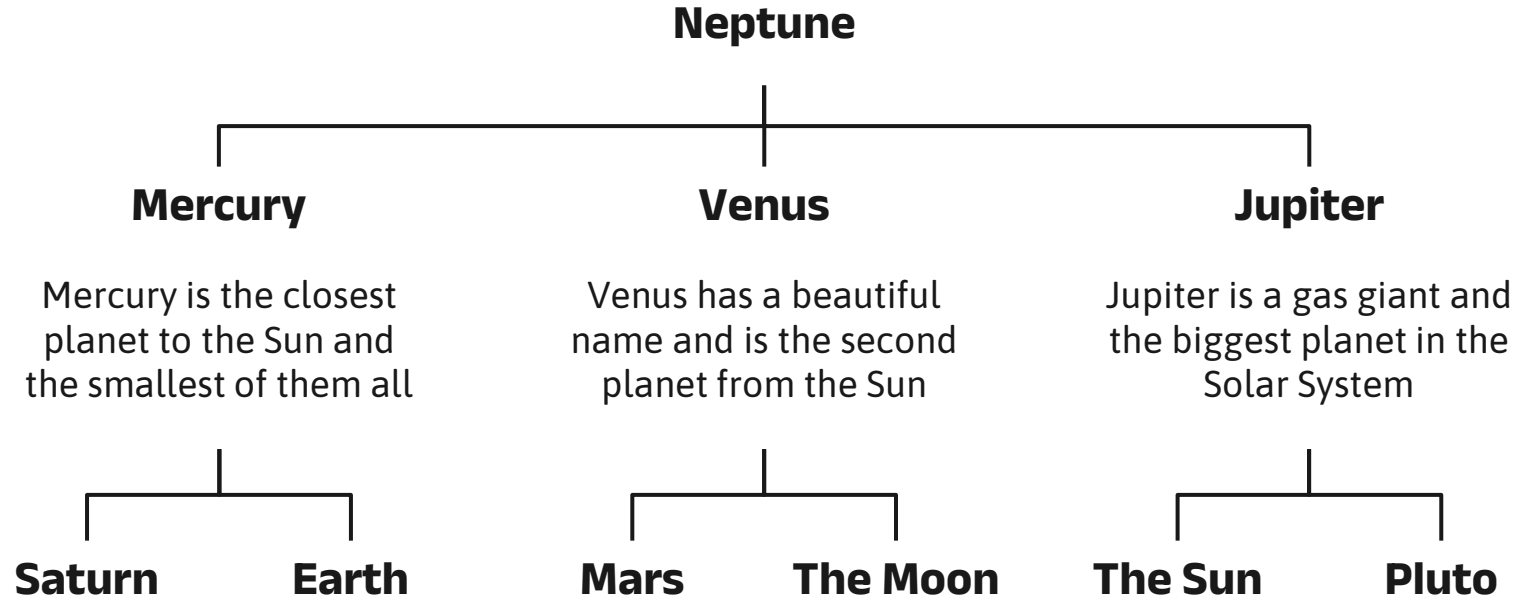 Neptune
Mercury
Venus
Jupiter
Mercury is the closest
planet to the Sun and
the smallest of them all
Venus has a beautiful
name and is the second
planet from the Sun
Jupiter is a gas giant and
the biggest planet in the
Solar System
Saturn
Earth
Mars
The Moon
The Sun
Pluto